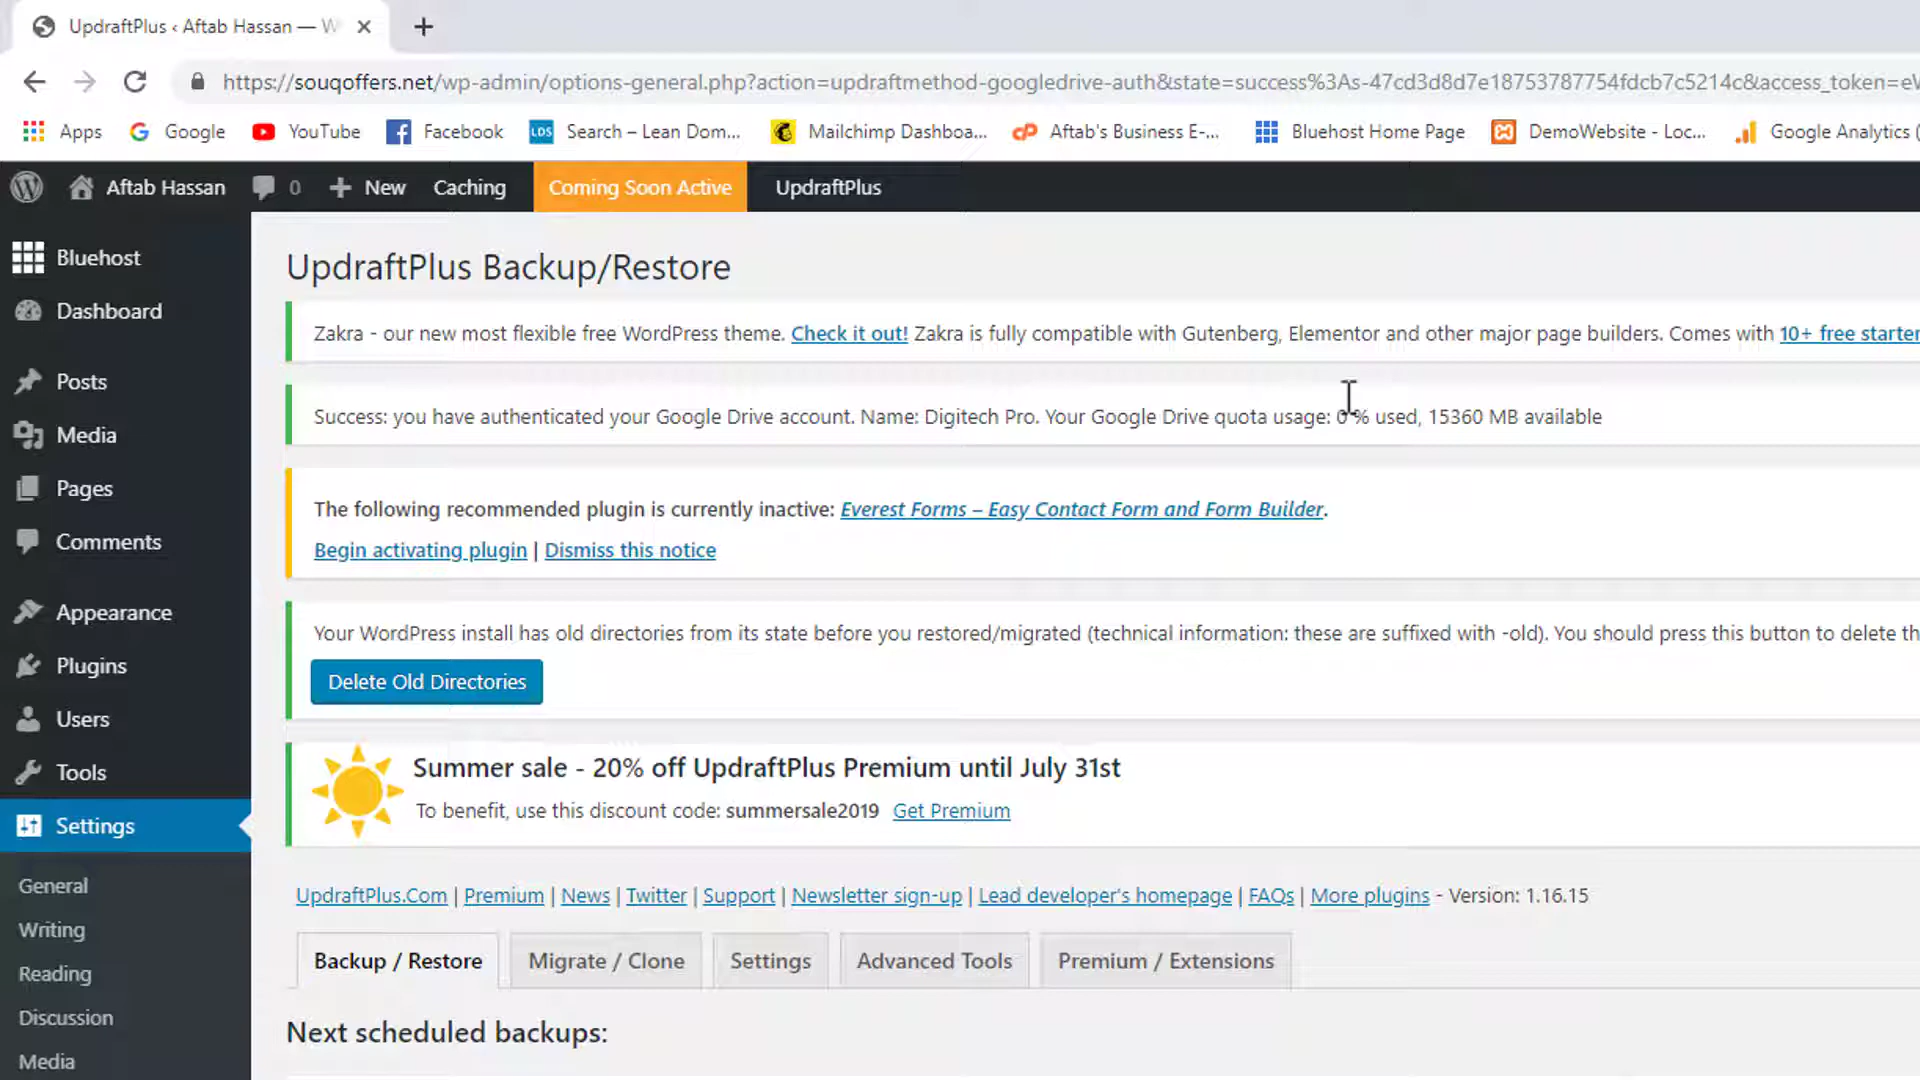 UpdraftPlus ‹ Aftab Hassan — W
https://souqoffers.net/wp-admin/options-general.php?action=updraftmethod-googledrive-auth&state=success%3As-47cd3d8d7e18753787754fdcb7c5214c&access_token=eV
Apps Google YouTube Facebook LDS Search – Lean Dom... Mailchimp Dashboa... Aftab's Business E-... Bluehost Home Page DemoWebsite - Loc... Google Analytics (
Aftab Hassan 0 New Caching Coming Soon Active UpdraftPlus
Bluehost
Dashboard
Posts
Media
Pages
Comments
Appearance
Plugins
Users
Tools
Settings
General
Writing
Reading
Discussion
Media
UpdraftPlus Backup/Restore
Zakra - our new most flexible free WordPress theme. Check it out! Zakra is fully compatible with Gutenberg, Elementor and other major page builders. Comes with 10+ free starter
Success: you have authenticated your Google Drive account. Name: Digitech Pro. Your Google Drive quota usage: 0 % used, 15360 MB available
The following recommended plugin is currently inactive: Everest Forms – Easy Contact Form and Form Builder.
Begin activating plugin | Dismiss this notice
Your WordPress install has old directories from its state before you restored/migrated (technical information: these are suffixed with -old). You should press this button to delete th
Delete Old Directories
Summer sale - 20% off UpdraftPlus Premium until July 31st
To benefit, use this discount code: summersale2019 Get Premium
UpdraftPlus.Com | Premium | News | Twitter | Support | Newsletter sign-up | Lead developer's homepage | FAQs | More plugins - Version: 1.16.15
Backup / Restore Migrate / Clone Settings Advanced Tools Premium / Extensions
Next scheduled backups: